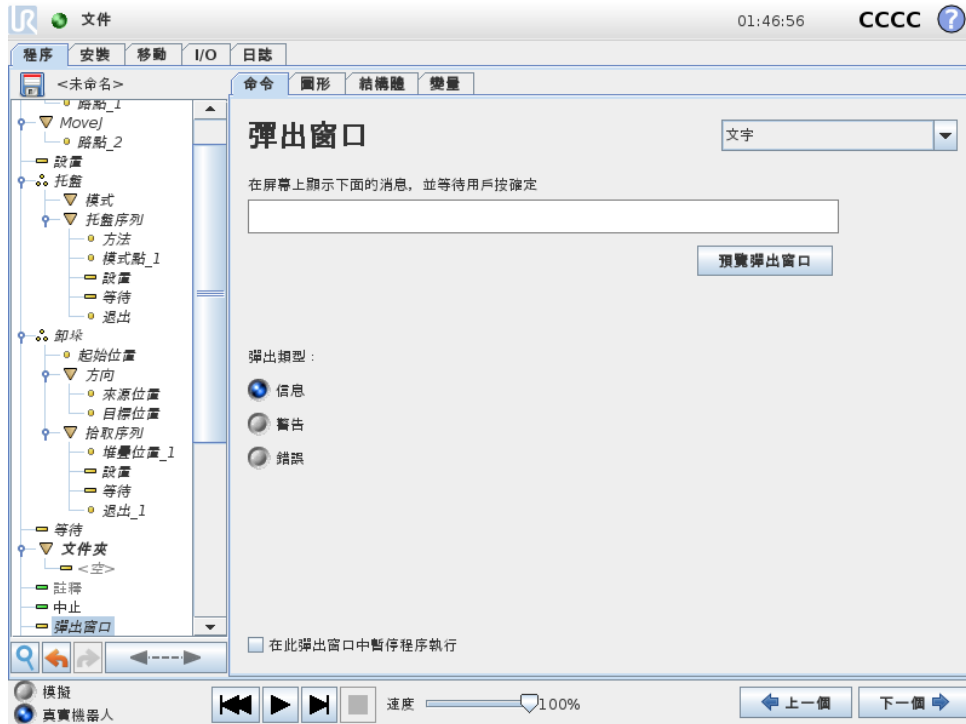 UR 文件 01:46:56 CCCC ?
程序 安裝 移動 I/O 日誌
<未命名>
命令 圖形 結構體 變量
路點_1
MoveJ
路點_2
設置
托盤
模式
托盤序列
方法
模式點_1
設置
等待
退出
卸垛
起始位置
方向
來源位置
目標位置
拾取序列
堆疊位置_1
設置
等待
退出_1
等待
文件夾
<空>
註釋
中止
彈出窗口
彈出窗口
文字
在屏幕上顯示下面的消息，並等待用戶按確定
預覽彈出窗口
彈出類型：
信息
警告
錯誤
在此彈出窗口中暫停程序執行
模擬
真實機器人
速度 100%
上一個 下一個